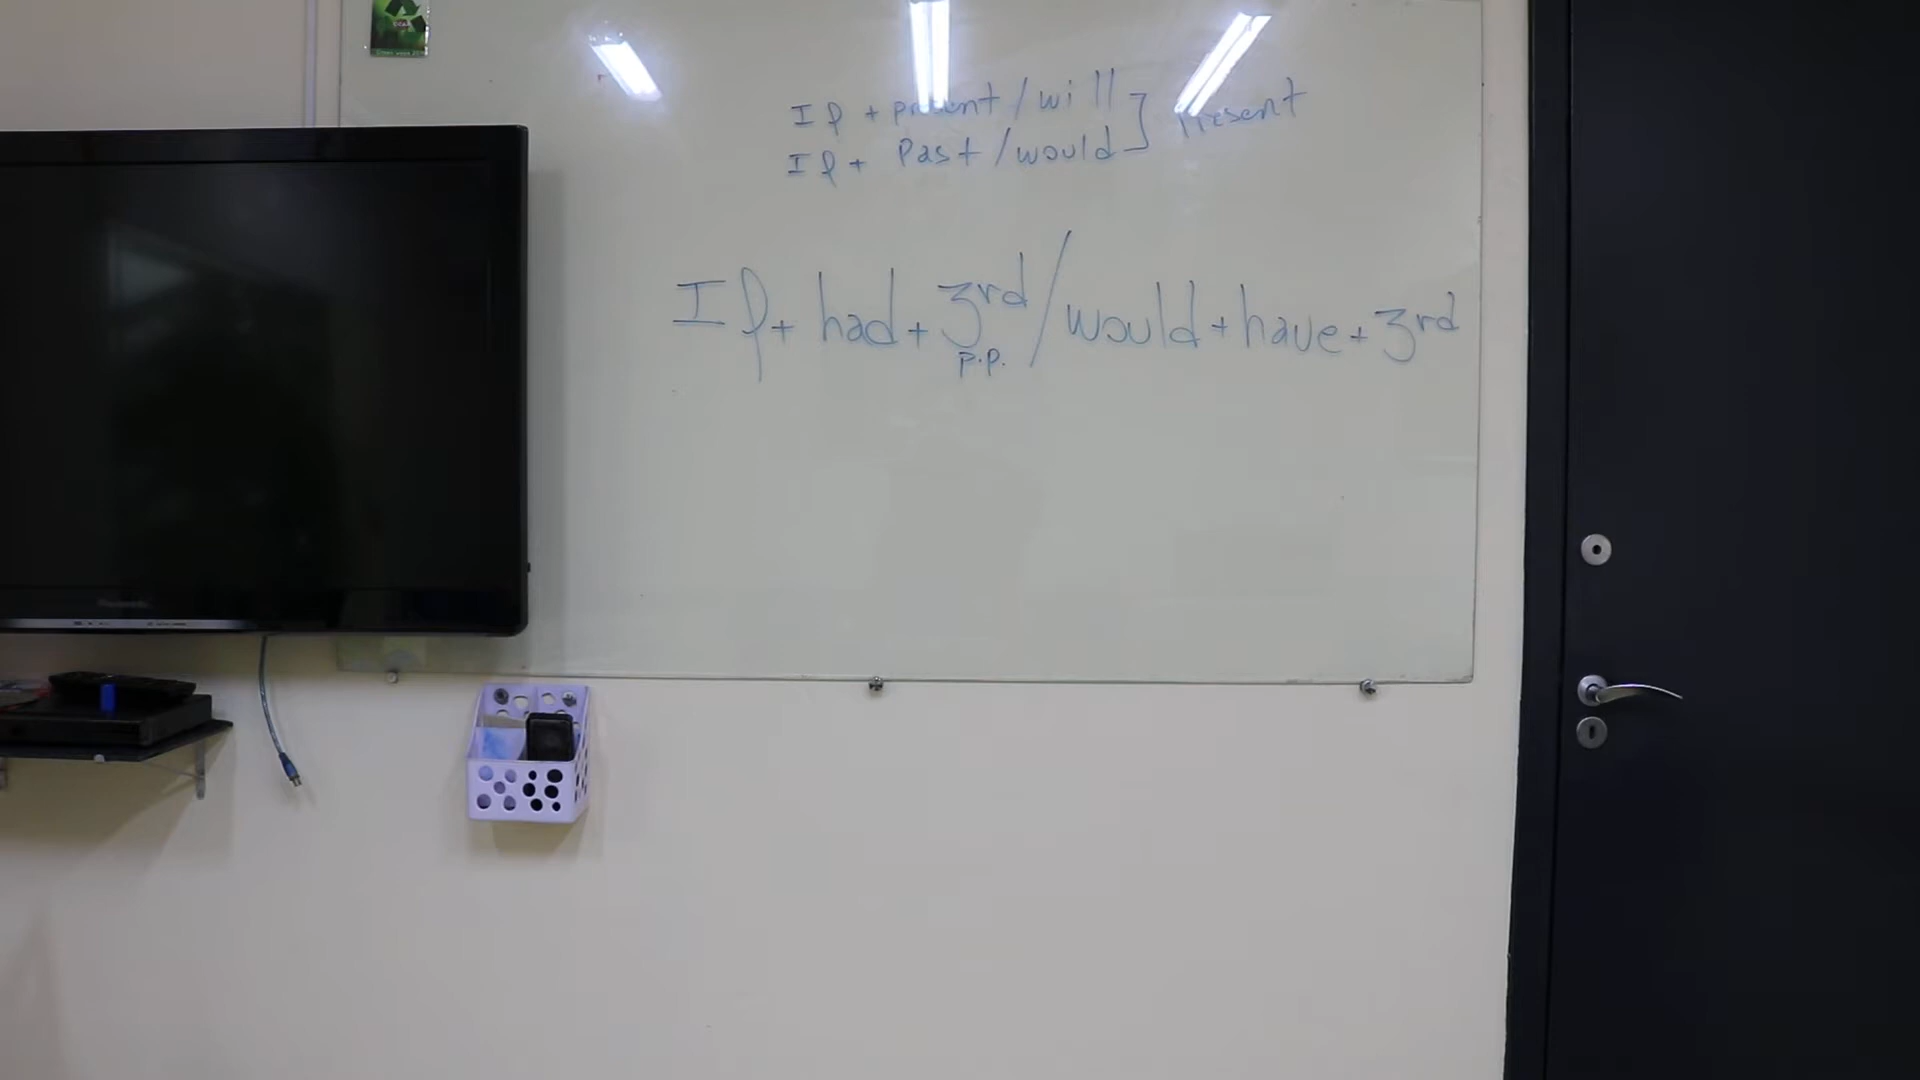 If + present / will ] Present
If + Past / would
If + had + 3rd / would + have + 3rd
p.p.